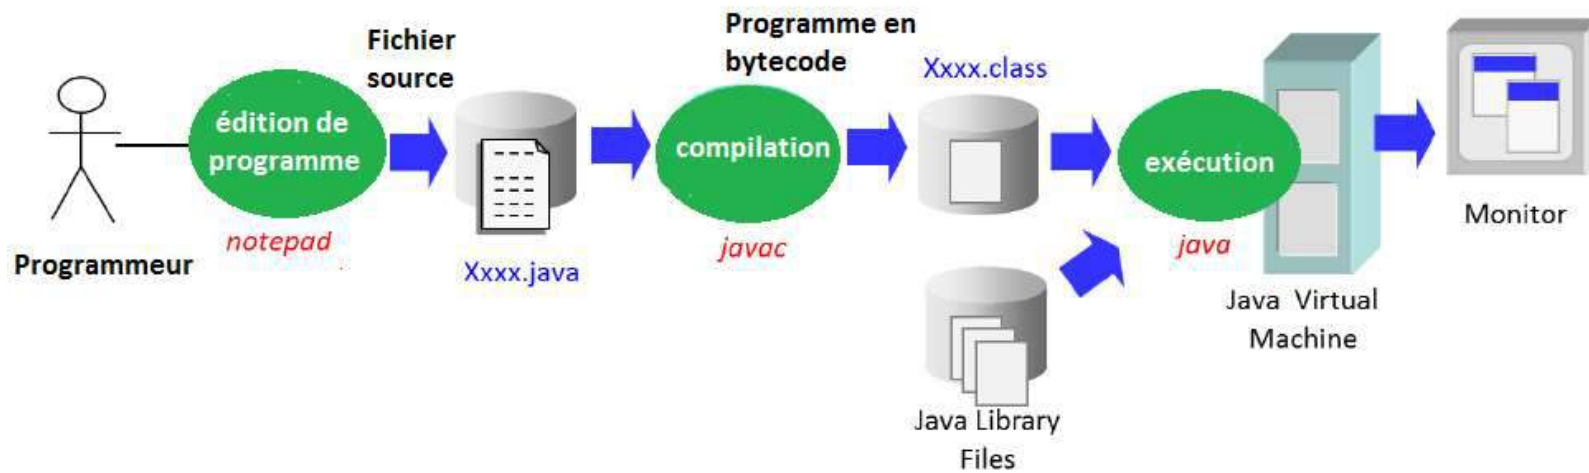 Programmeur
édition de
programme
notepad
Fichier
source
Xxxx.java
compilation
javac
Programme en
bytecode
Xxxx.class
Java Library
Files
exécution
java
Java Virtual
Machine
Monitor